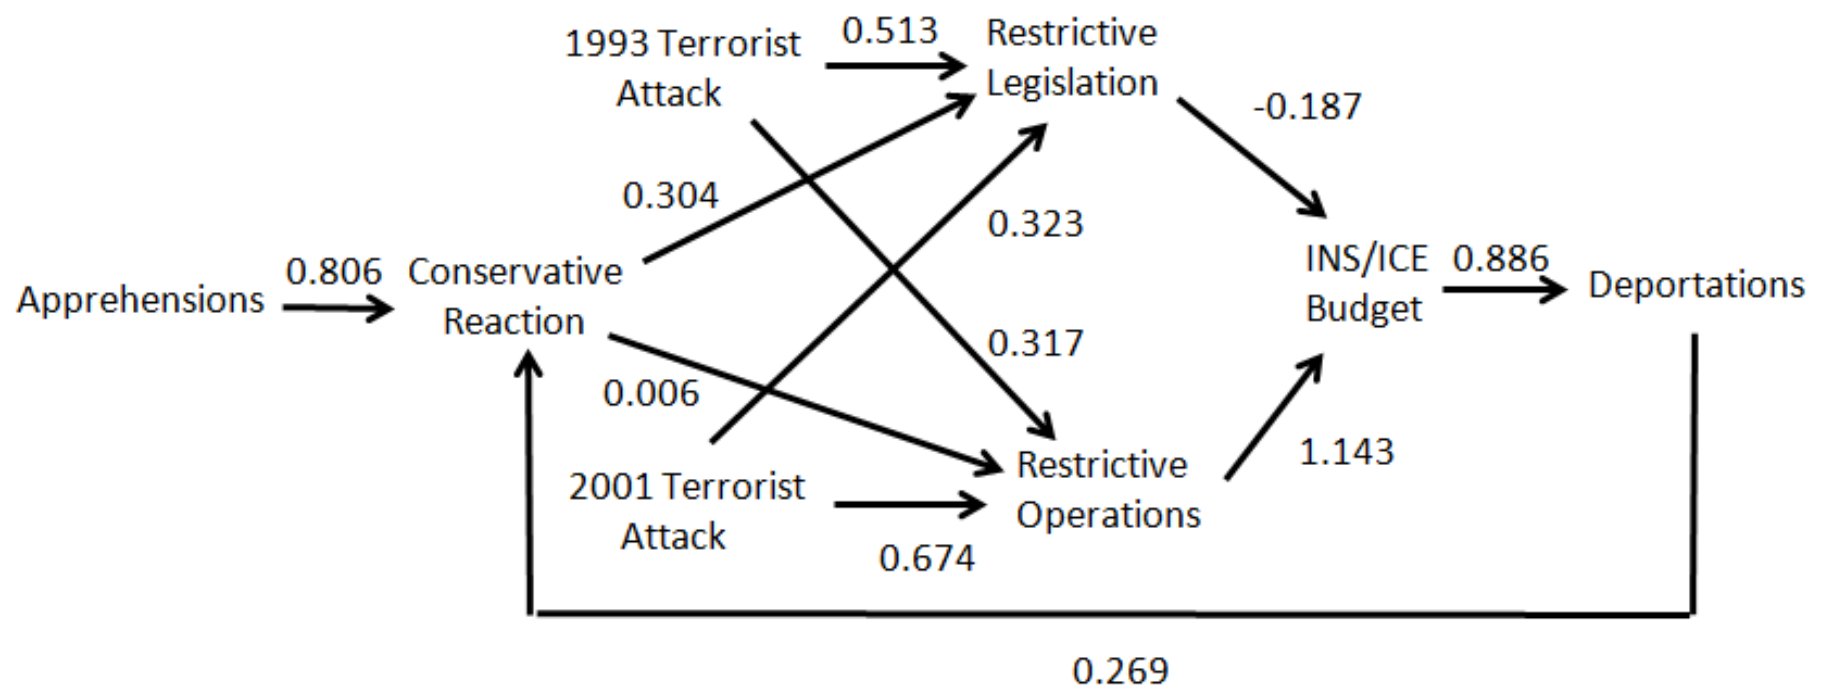 1993 Terrorist
Attack
0.513
Restrictive
Legislation
-0.187
0.304
0.323
Apprehensions
0.806
Conservative
Reaction
INS/ICE
Budget
0.886
Deportations
0.317
0.006
2001 Terrorist
Attack
0.674
Restrictive
Operations
1.143
0.269